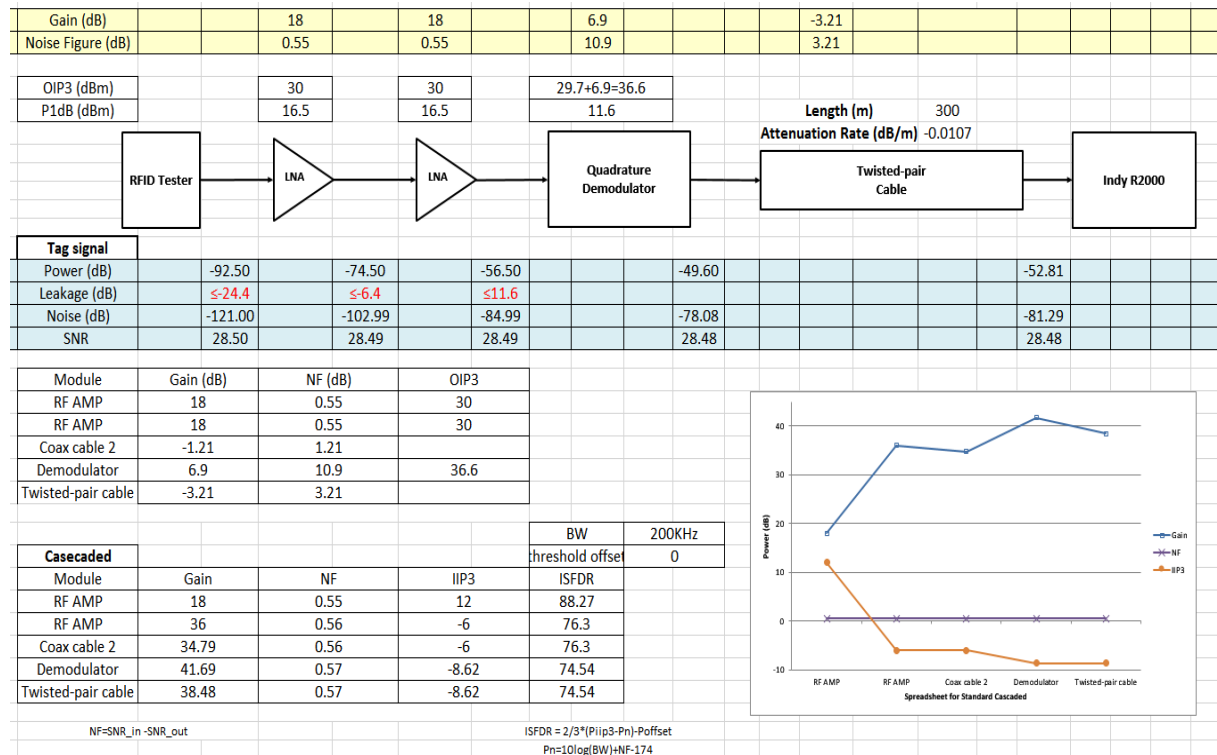 Gain (dB) 18 18 6.9 -3.21
Noise Figure (dB) 0.55 0.55 10.9 3.21
OIP3 (dBm) 30 30 29.7+6.9=36.6
P1dB (dBm) 16.5 16.5 11.6 Length (m) 300
Attenuation Rate (dB/m) -0.0107
RFID Tester LNA LNA Quadrature Demodulator Twisted-pair Cable Indy R2000
Tag signal
Power (dB) -92.50 -74.50 -56.50 -49.60 -52.81
Leakage (dB) ≤-24.4 ≤-6.4 ≤11.6
Noise (dB) -121.00 -102.99 -84.99 -78.08 -81.29
SNR 28.50 28.49 28.49 28.48 28.48
Module Gain (dB) NF (dB) OIP3
RF AMP 18 0.55 30
RF AMP 18 0.55 30
Coax cable 2 -1.21 1.21
Demodulator 6.9 10.9 36.6
Twisted-pair cable -3.21 3.21
BW 200KHz
Casecaded threshold offset 0
Module Gain NF IIP3 ISFDR
RF AMP 18 0.55 12 88.27
RF AMP 36 0.56 -6 76.3
Coax cable 2 34.79 0.56 -6 76.3
Demodulator 41.69 0.57 -8.62 74.54
Twisted-pair cable 38.48 0.57 -8.62 74.54
NF=SNR_in -SNR_out
ISFDR = 2/3*(Piip3-Pn)-Poffset
Pn=10log(BW)+NF-174
Power (dB)
40
30
20
10
0
-10
RF AMP RF AMP Coax cable 2 Demodulator Twisted-pair cable
Spreadsheet for Standard Cascaded
Gain
NF
IIP3